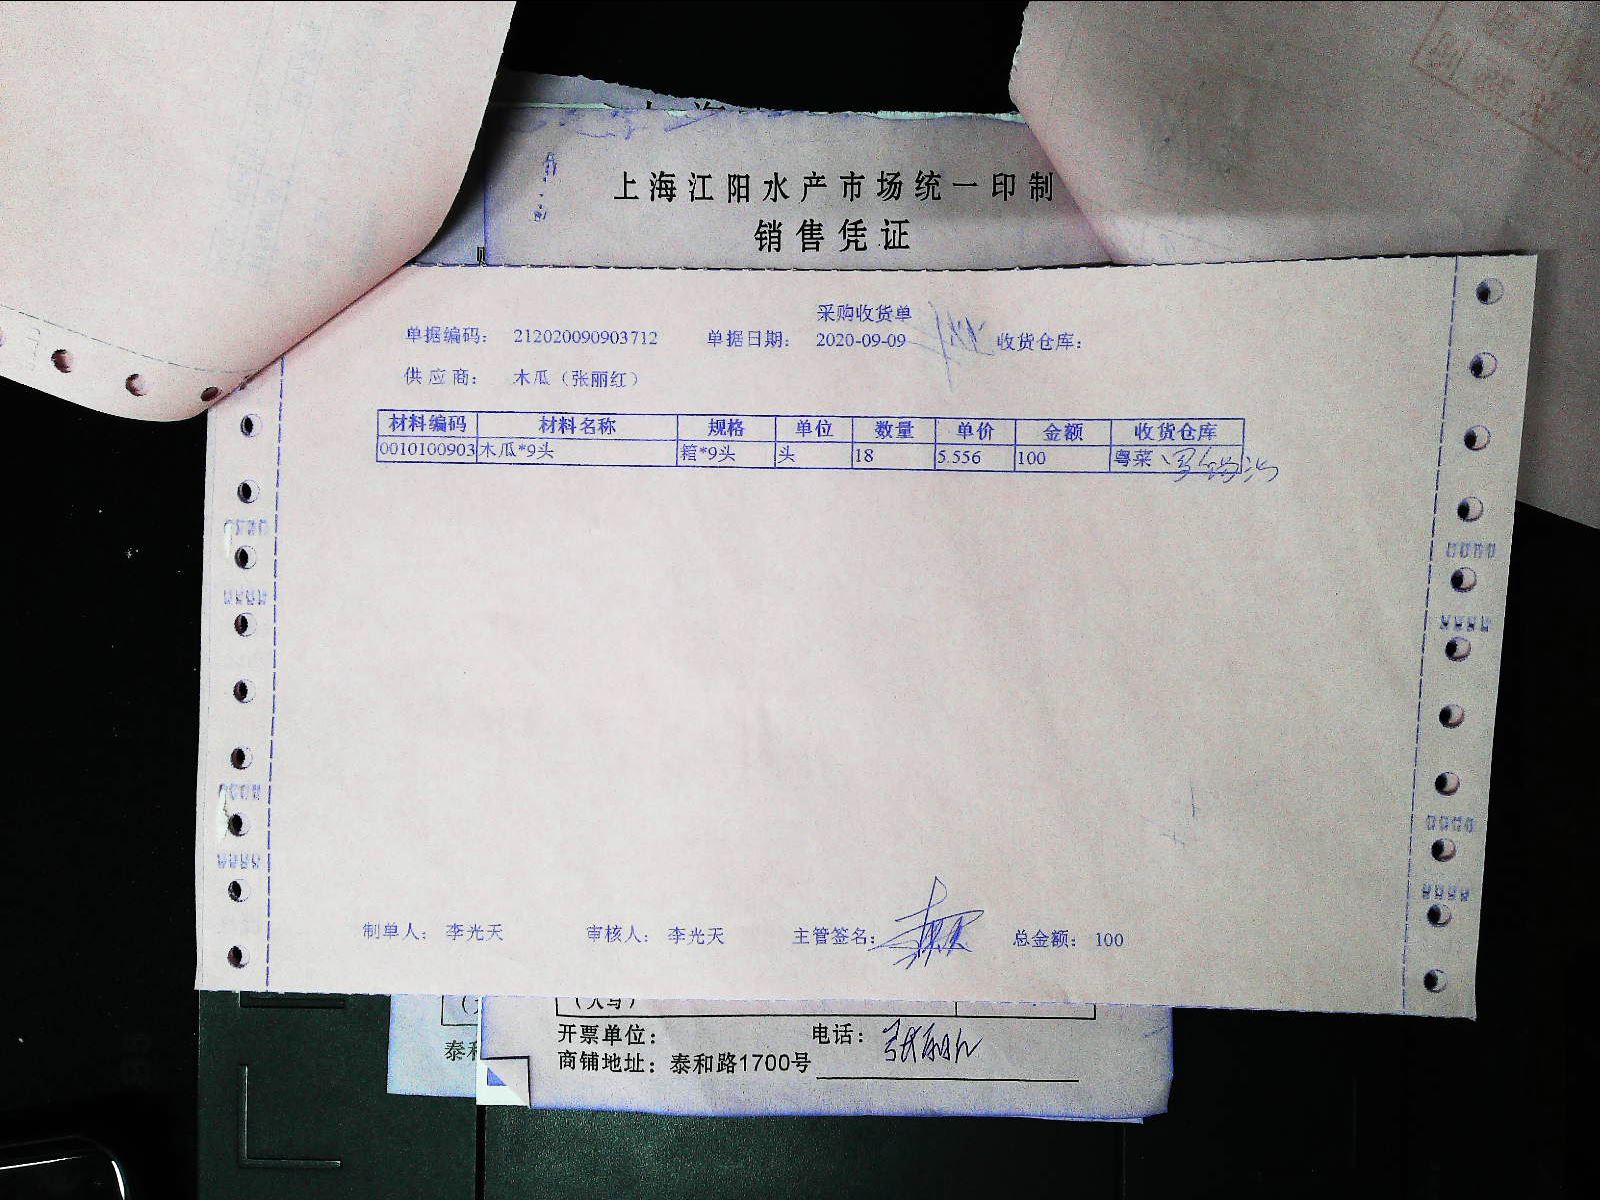 上海江阳水产市场统一印制
销售凭证
采购收货单
单据编码： 212020090903712 单据日期： 2020-09-09 收货仓库：
供应商： 木瓜（张丽红）
材料编码 材料名称 规格 单位 数量 单价 金额 收货仓库
0010100903 木瓜*9头 箱*9头 头 18 5.556 100 粤菜
制单人： 李光天 审核人： 李光天 主管签名： 总金额： 100
开票单位： 电话： 张丽红
泰和
商铺地址：泰和路1700号